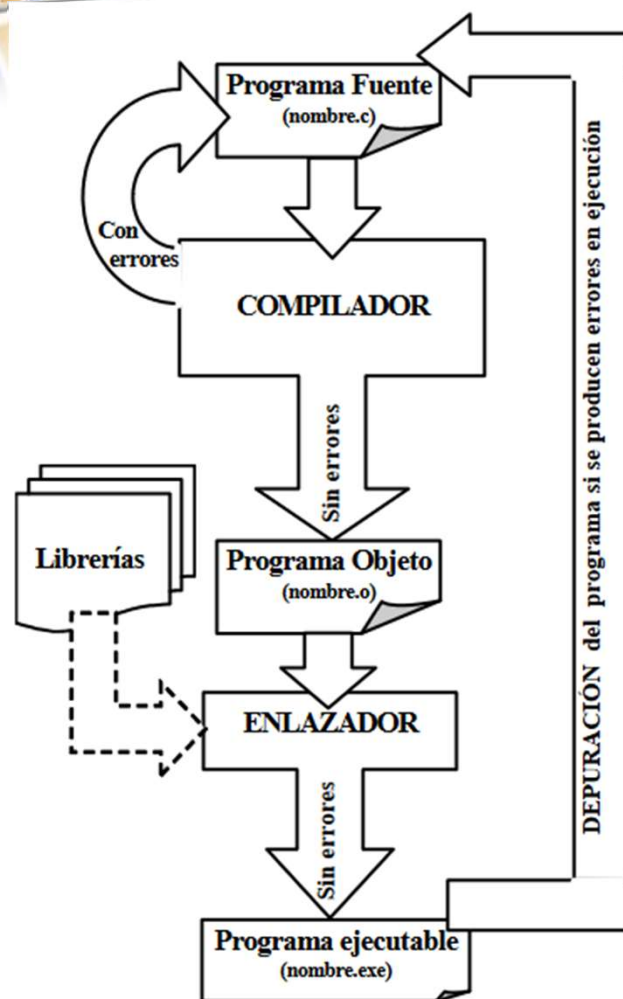 Programa Fuente
(nombre.c)
Con
errores
COMPILADOR
Sin errores
Librerías
Programa Objeto
(nombre.o)
ENLAZADOR
Sin errores
Programa ejecutable
(nombre.exe)
DEPURACIÓN del programa si se producen errores en ejecución